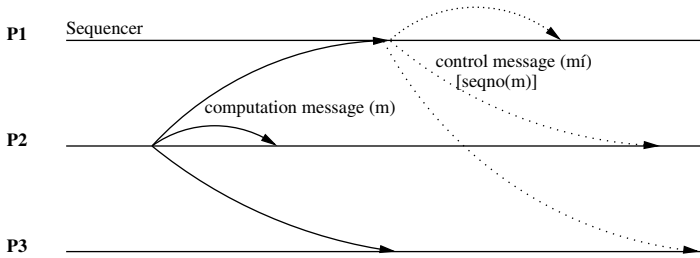 P1
Sequencer
control message (mí)
[seqno(m)]
computation message (m)
P2
P3